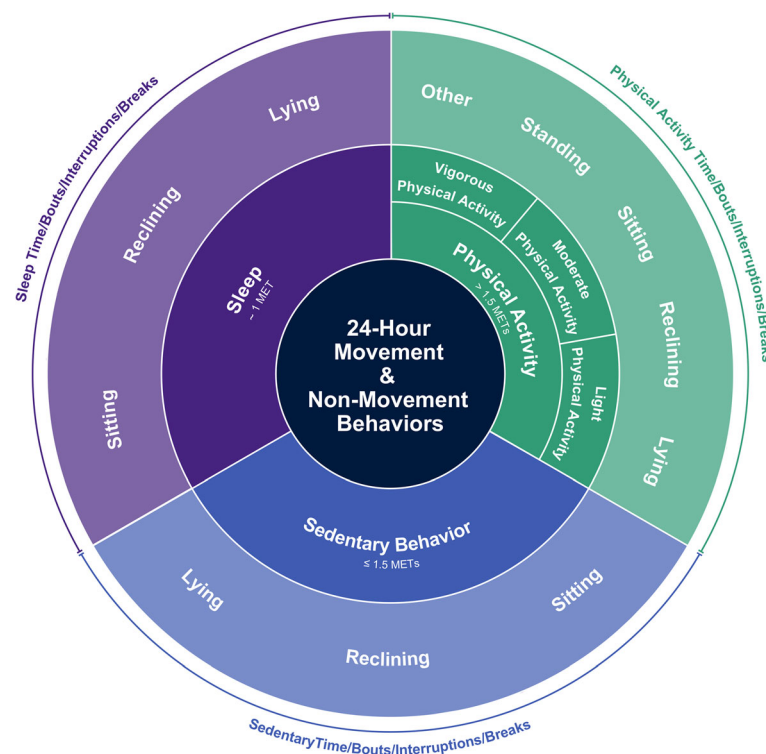 24-Hour
Movement
&
Non-Movement
Behaviors
Sleep
~ 1 MET
Lying
Reclining
Sitting
Sleep Time/Bouts/Interruptions/Breaks
Physical Activity
> 1.5 METs
Vigorous
Physical Activity
Moderate
Physical Activity
Light
Physical Activity
Other
Standing
Sitting
Reclining
Lying
Physical Activity Time/Bouts/Interruptions/Breaks
Sedentary Behavior
≤ 1.5 METs
Lying
Reclining
Sitting
SedentaryTime/Bouts/Interruptions/Breaks